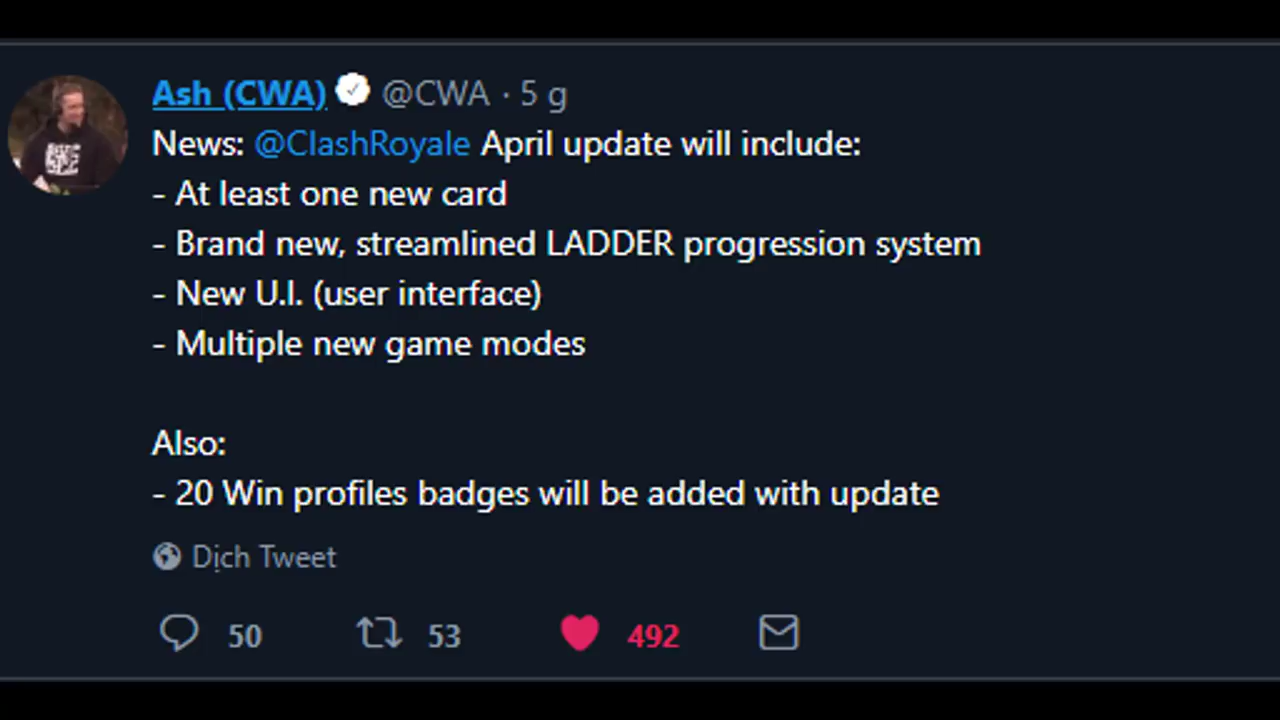 Ash (CWA) @CWA · 5 g
News: @ClashRoyale April update will include:
- At least one new card
- Brand new, streamlined LADDER progression system
- New U.I. (user interface)
- Multiple new game modes
Also:
- 20 Win profiles badges will be added with update
Dịch Tweet
50 53 492